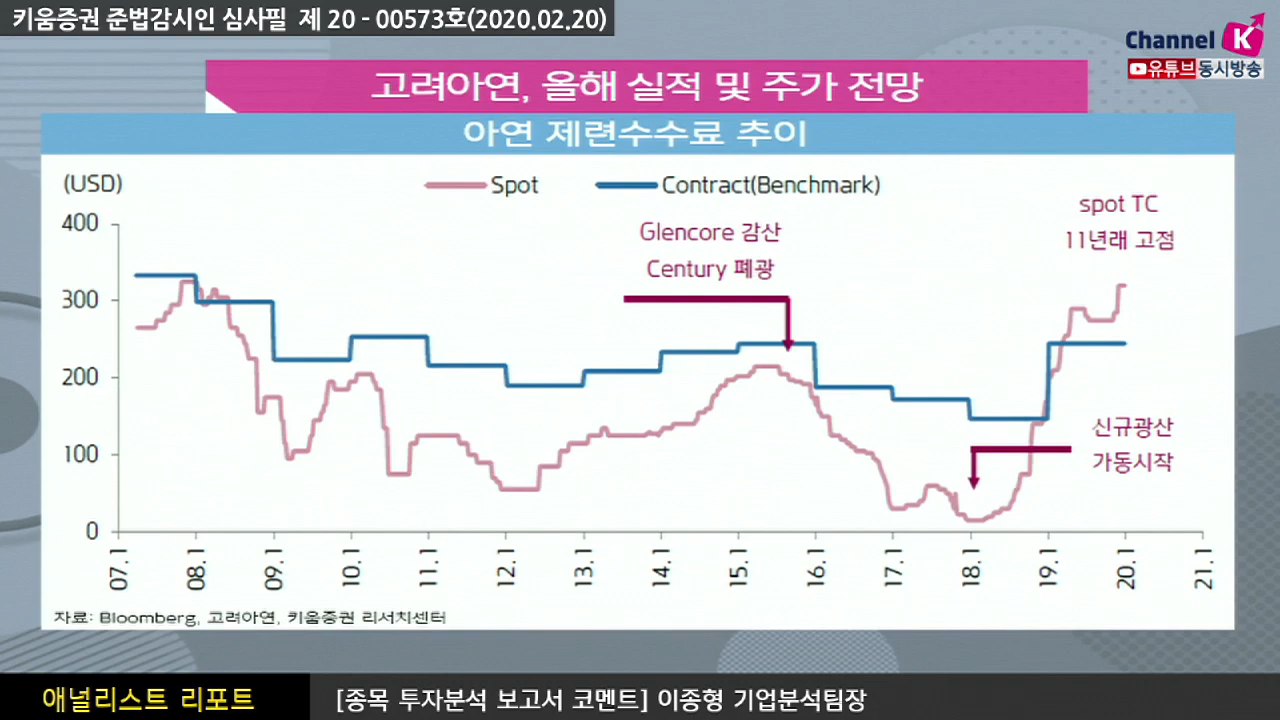 키움증권 준법감시인 심사필 제 20 - 00573호(2020.02.20)
Channel K
유튜브동시방송
고려아연, 올해 실적 및 주가 전망
아연 제련수수료 추이
(USD)
Spot
Contract(Benchmark)
spot TC
11년래 고점
Glencore 감산
Century 폐광
신규광산
가동시작
400
300
200
100
0
07.1
08.1
09.1
10.1
11.1
12.1
13.1
14.1
15.1
16.1
17.1
18.1
19.1
20.1
21.1
자료: Bloomberg, 고려아연, 키움증권 리서치센터
애널리스트 리포트
[종목 투자분석 보고서 코멘트] 이종형 기업분석팀장